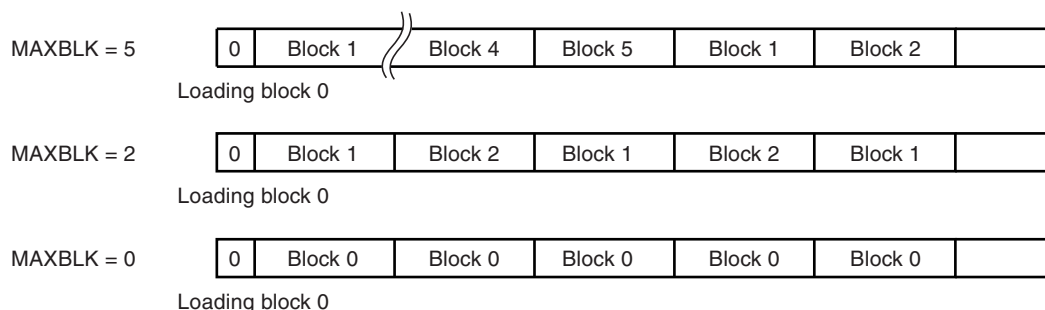 MAXBLK = 5 0 Block 1 Block 4 Block 5 Block 1 Block 2
Loading block 0
MAXBLK = 2 0 Block 1 Block 2 Block 1 Block 2 Block 1
Loading block 0
MAXBLK = 0 0 Block 0 Block 0 Block 0 Block 0 Block 0
Loading block 0